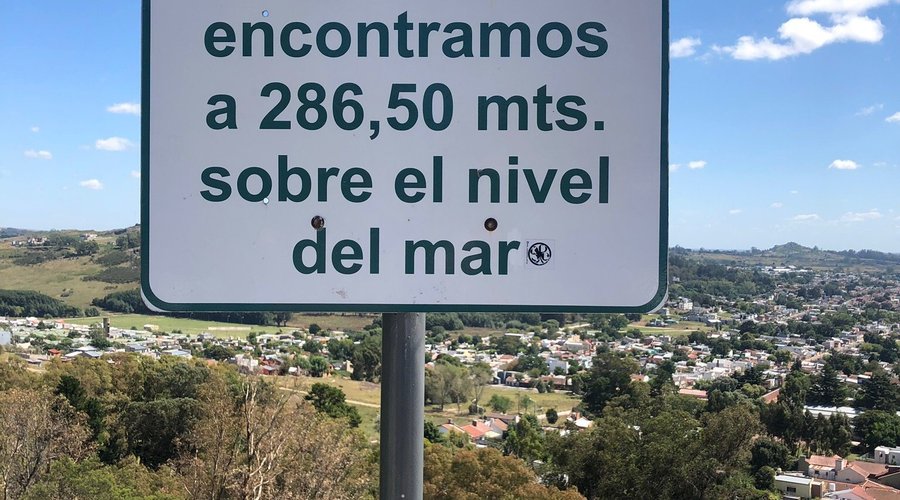 encontramos
a 286,50 mts.
sobre el nivel
del mar